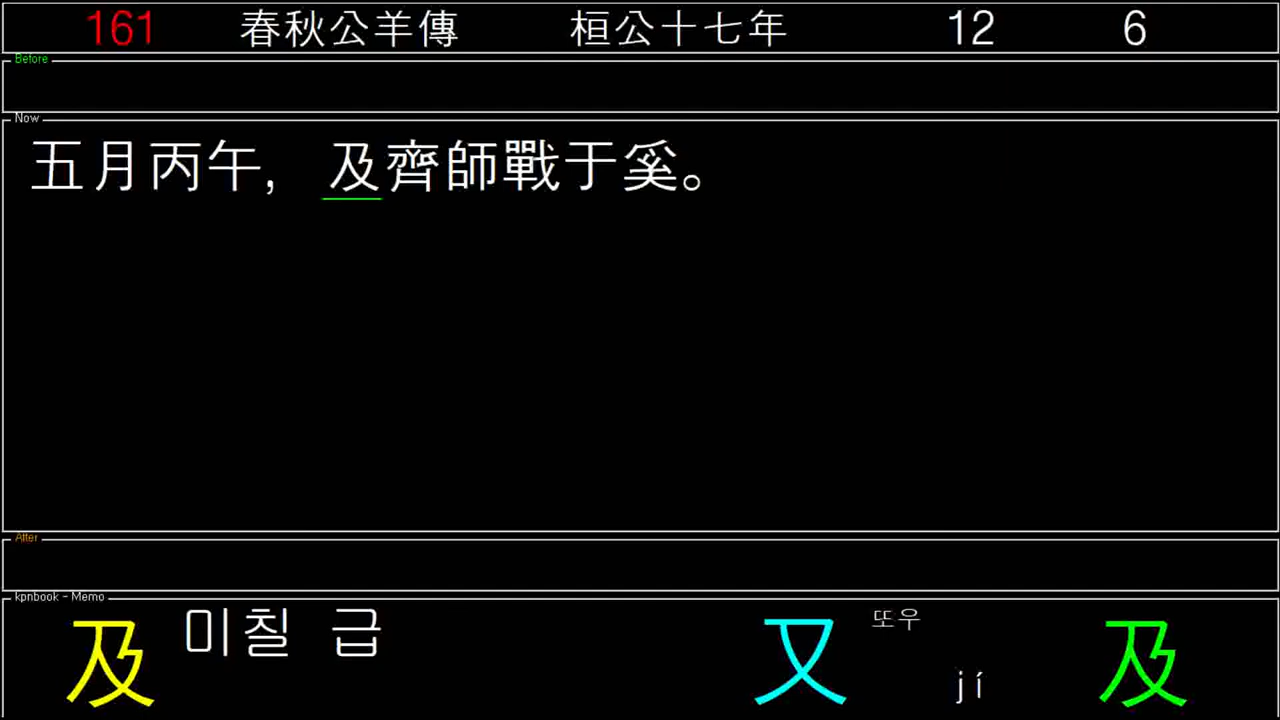 161 春秋公羊傳 桓公十七年 12 6
Before
Now
五月丙午, 及齊師戰于奚。
After
kpnbook - Memo
及 미칠 급 又 또우 jí 及